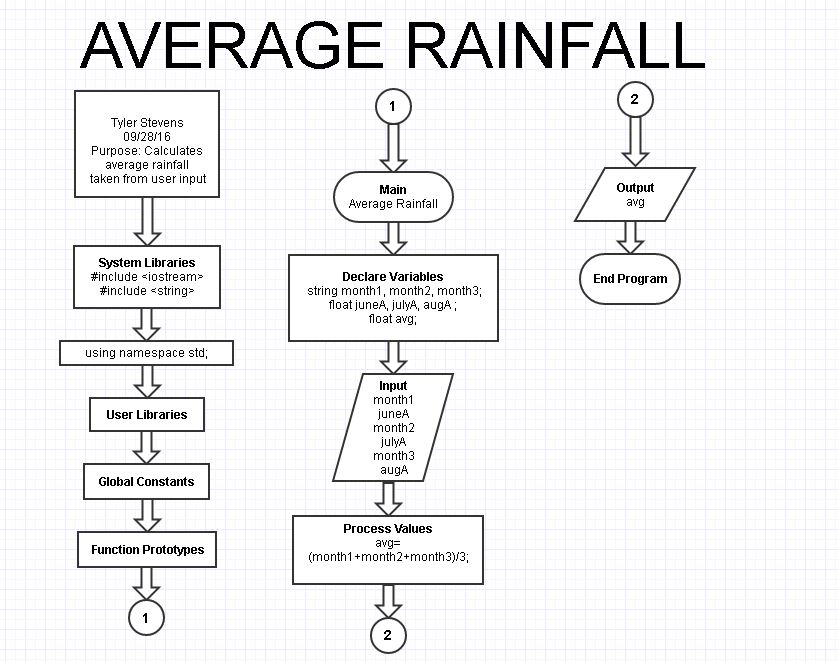 AVERAGE RAINFALL
Tyler Stevens
09/28/16
Purpose: Calculates
average rainfall
taken from user input
System Libraries
#include <iostream>
#include <string>
using namespace std;
User Libraries
Global Constants
Function Prototypes
1
1
Main
Average Rainfall
Declare Variables
string month1, month2, month3;
float juneA, julyA, augA ;
float avg;
Input
month1
juneA
month2
julyA
month3
augA
Process Values
avg=
(month1+month2+month3)/3;
2
2
Output
avg
End Program